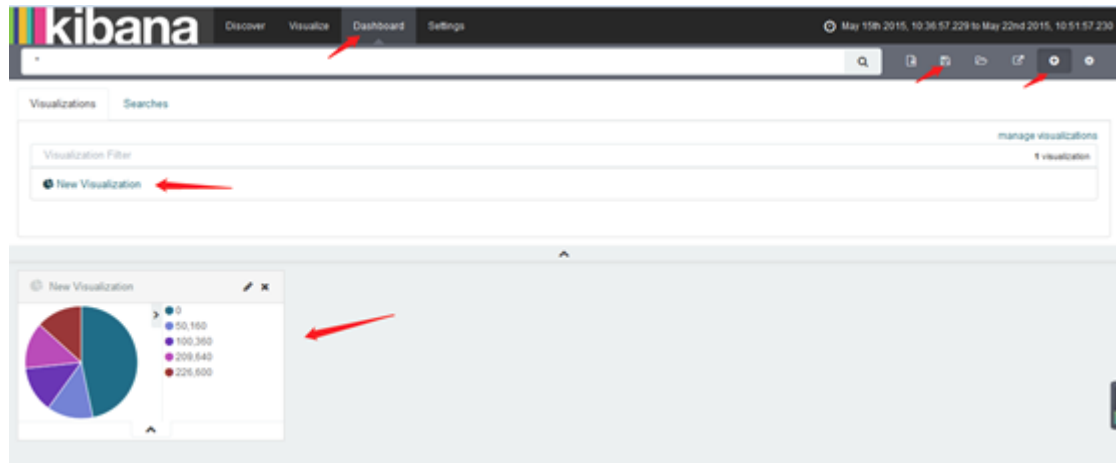 kibana Discover Visualize Dashboard Settings May 15th 2015, 10:36:57.229 to May 22nd 2015, 10:51:57.230
*
Visualizations Searches
manage visualizations
Visualization Filter 1 visualization
New Visualization
New Visualization
0
50,160
100,360
209,640
226,600